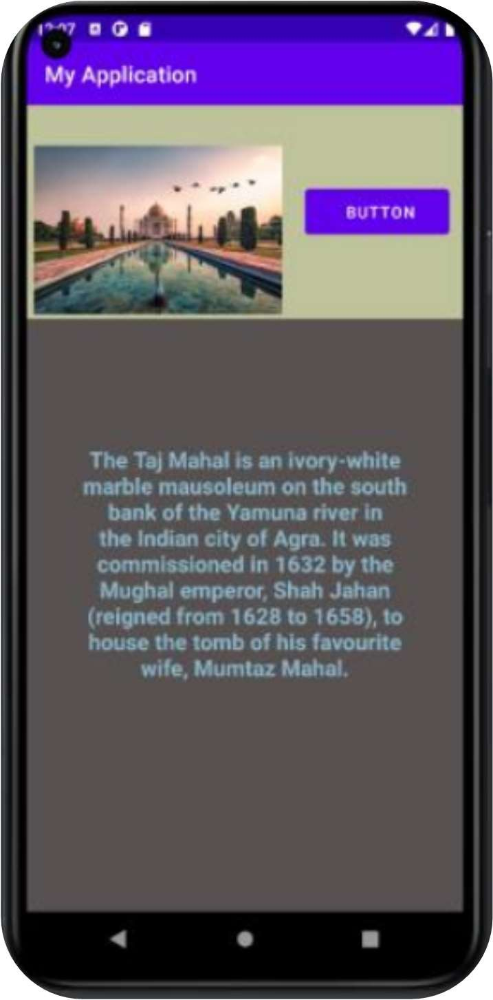 My Application
BUTTON
The Taj Mahal is an ivory-white
marble mausoleum on the south
bank of the Yamuna river in
the Indian city of Agra. It was
commissioned in 1632 by the
Mughal emperor, Shah Jahan
(reigned from 1628 to 1658), to
house the tomb of his favourite
wife, Mumtaz Mahal.